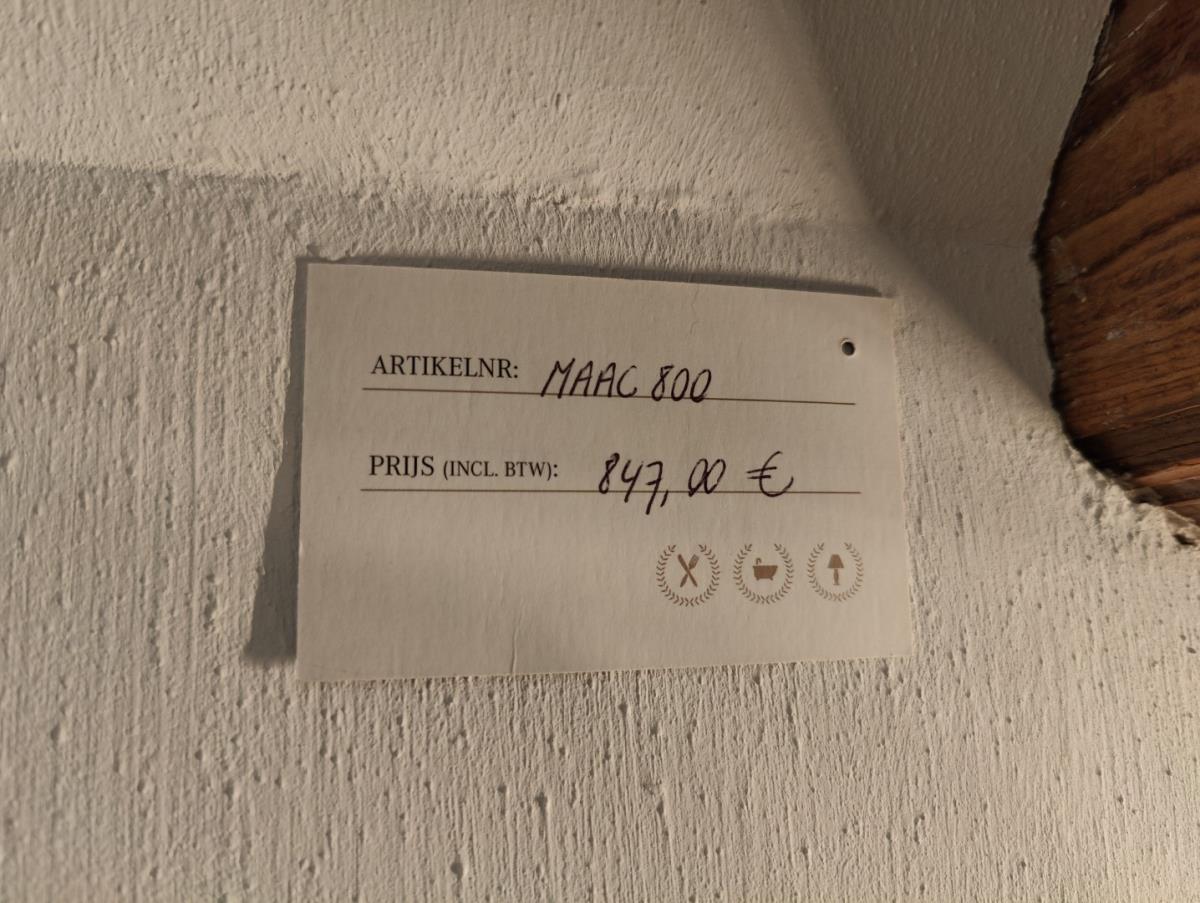 ARTIKELNR: MAAC 800
PRIJS (INCL. BTW): 847,00 €